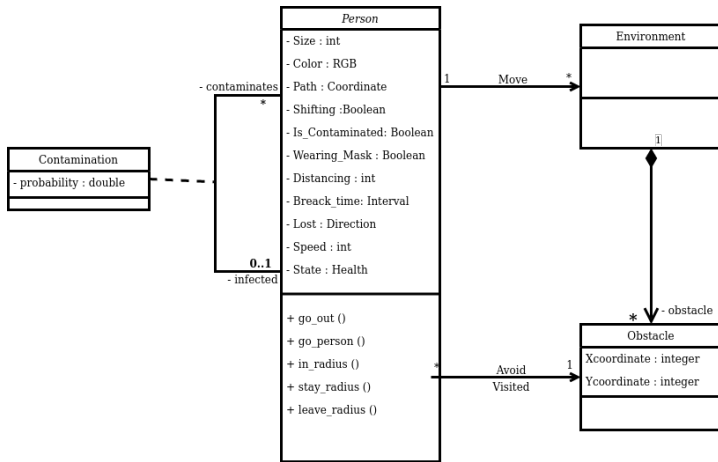 Person
- Size : int
- Color : RGB
- Path : Coordinate
- Shifting :Boolean
- Is_Contaminated: Boolean
- Wearing_Mask : Boolean
- Distancing : int
- Breack_time: Interval
- Lost : Direction
- Speed : int
- State : Health
+ go_out ()
+ go_person ()
+ in_radius ()
+ stay_radius ()
+ leave_radius ()
- contaminates
*
0..1
- infected
Contamination
- probability : double
1 Move *
Environment
1
* - obstacle
Obstacle
Xcoordinate : integer
Ycoordinate : integer
* Avoid 1
Visited